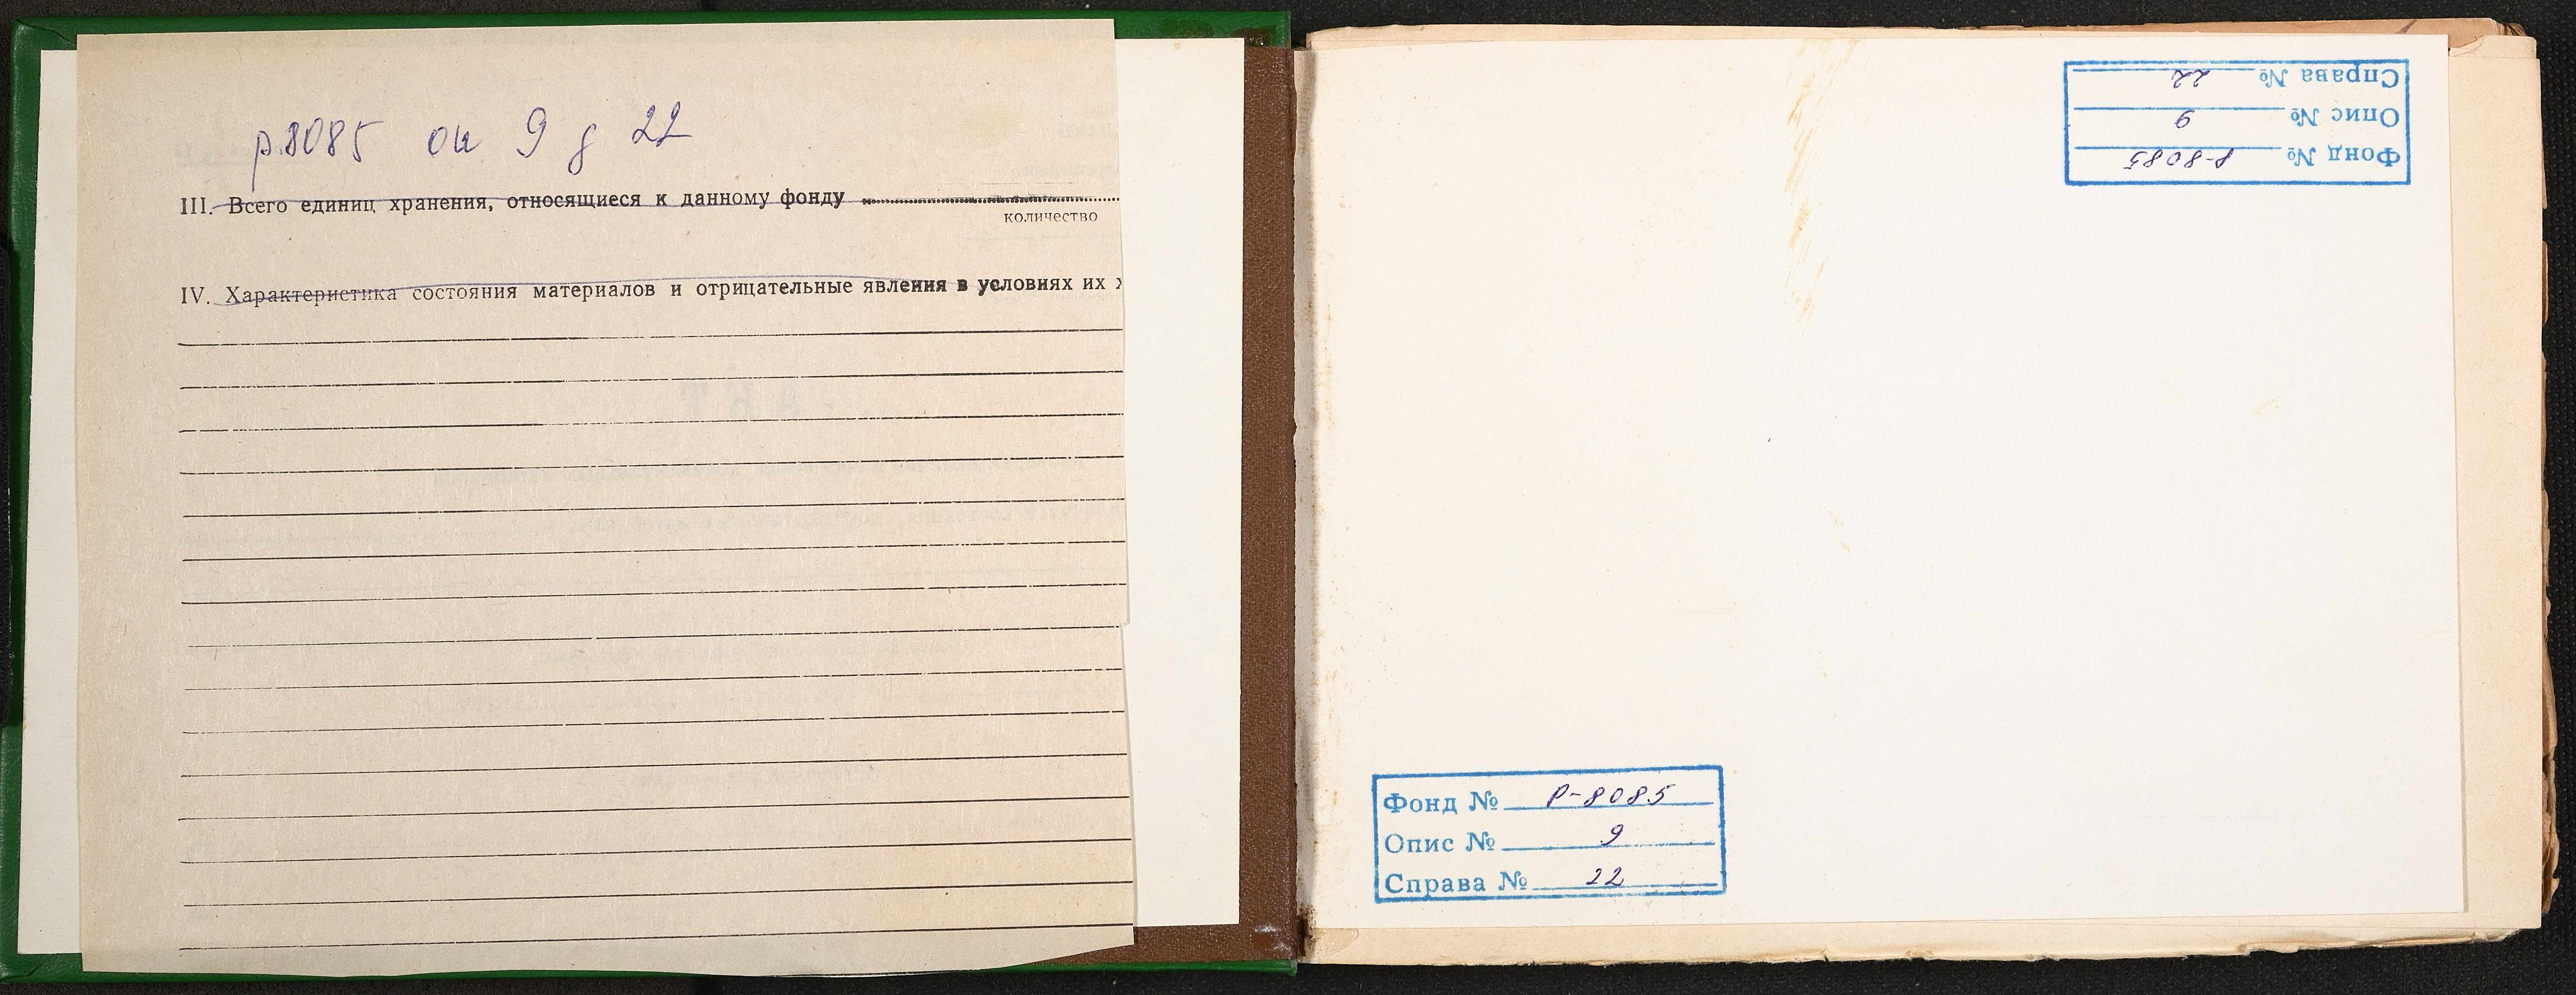 р.8085 оп 9 д 22
III. Всего единиц хранения, относящиеся к данному фонду
количество
IV. Характеристика состояния материалов и отрицательные явления в условиях их
АКТ
Фонд № Р-8085
Опис № 9
Справа № 22
Фонд № Р-8085
Опис № 9
Справа № 22